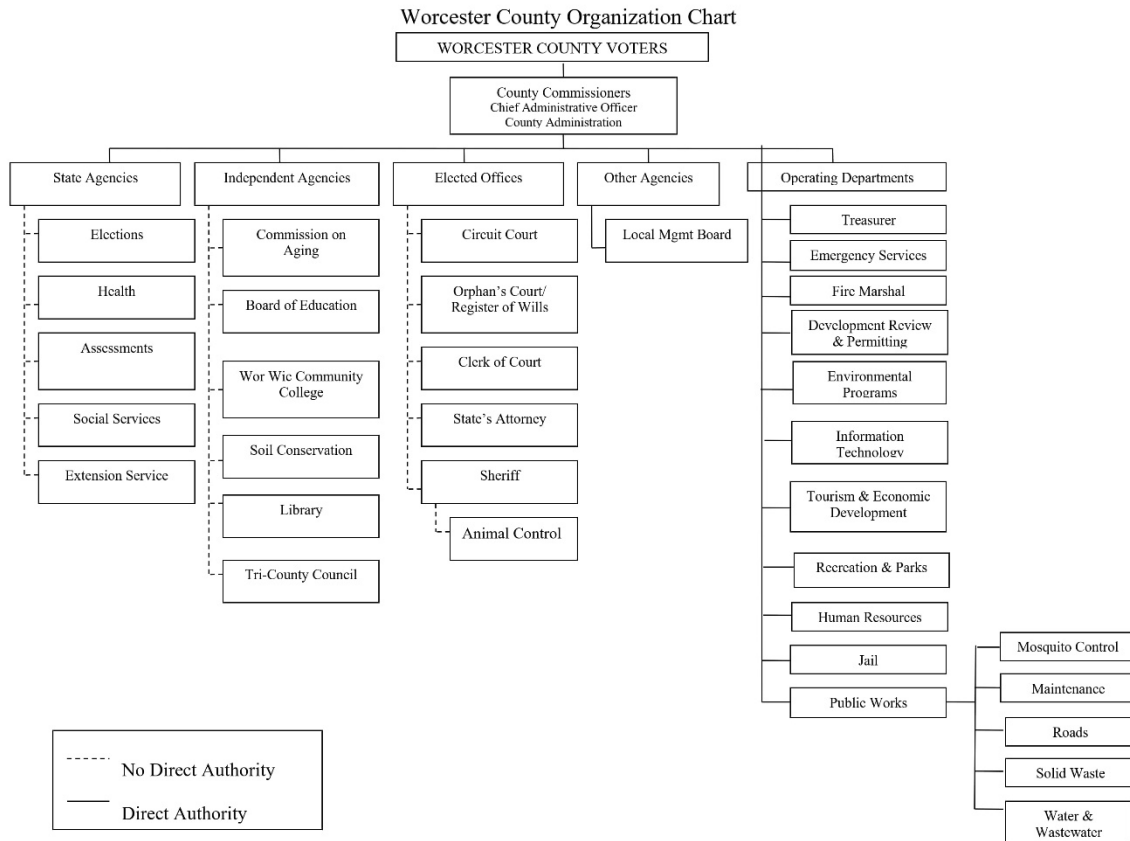 Worcester County Organization Chart
WORCESTER COUNTY VOTERS
County Commissioners
Chief Administrative Officer
County Administration
State Agencies
Independent Agencies
Elected Offices
Other Agencies
Operating Departments
Elections
Health
Assessments
Social Services
Extension Service
Commission on
Aging
Board of Education
Wor Wic Community
College
Soil Conservation
Library
Tri-County Council
Circuit Court
Orphan's Court/
Register of Wills
Clerk of Court
State's Attorney
Sheriff
Animal Control
Local Mgmt Board
Treasurer
Emergency Services
Fire Marshal
Development Review
& Permitting
Environmental
Programs
Information
Technology
Tourism & Economic
Development
Recreation & Parks
Human Resources
Jail
Public Works
Mosquito Control
Maintenance
Roads
Solid Waste
Water &
Wastewater
No Direct Authority
Direct Authority